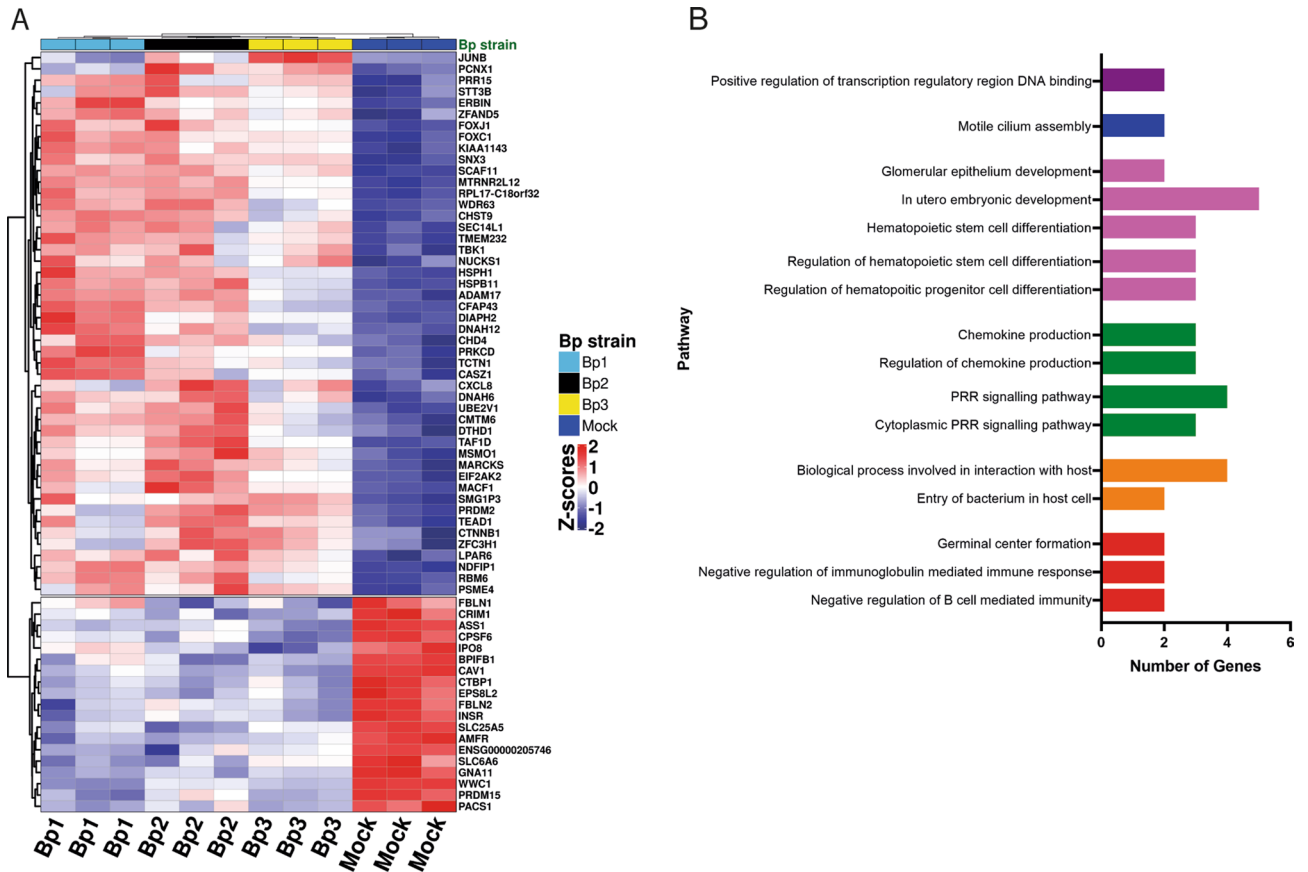 A
Bp strain
JUNB
PCNX1
PRR15
STT3B
ERBIN
ZFAND5
FOXJ1
FOXC1
KIAA1143
SNX3
SCAF11
MTRNR2L12
RPL17-C18orf32
WDR63
CHST9
SEC14L1
TMEM232
TBK1
NUCKS1
HSPH1
HSPB11
ADAM17
CFAP43
DIAPH2
DNAH12
CHD4
PRKCD
TCTN1
CASZ1
CXCL8
DNAH6
UBE2V1
CMTM6
DTHD1
TAF1D
MSMO1
MARCKS
EIF2AK2
MACF1
SMG1P3
PRDM2
TEAD1
CTNNB1
ZFC3H1
LPAR6
NDFIP1
RBM6
PSME4
FBLN1
CRIM1
ASS1
CPSF6
IPO8
BPIFB1
CAV1
CTBP1
EPS8L2
FBLN2
INSR
SLC25A5
AMFR
ENSG00000205746
SLC6A6
GNA11
WWC1
PRDM15
PACS1
Bp1 Bp1 Bp1 Bp2 Bp2 Bp2 Bp3 Bp3 Bp3 Mock Mock Mock
Bp strain
Bp1
Bp2
Bp3
Mock
Z-scores
2
1
0
-1
-2
B
Pathway
Positive regulation of transcription regulatory region DNA binding
Motile cilium assembly
Glomerular epithelium development
In utero embryonic development
Hematopoietic stem cell differentiation
Regulation of hematopoietic stem cell differentiation
Regulation of hematopoitic progenitor cell differentiation
Chemokine production
Regulation of chemokine production
PRR signalling pathway
Cytoplasmic PRR signalling pathway
Biological process involved in interaction with host
Entry of bacterium in host cell
Germinal center formation
Negative regulation of immunoglobulin mediated immune response
Negative regulation of B cell mediated immunity
0 2 4 6
Number of Genes